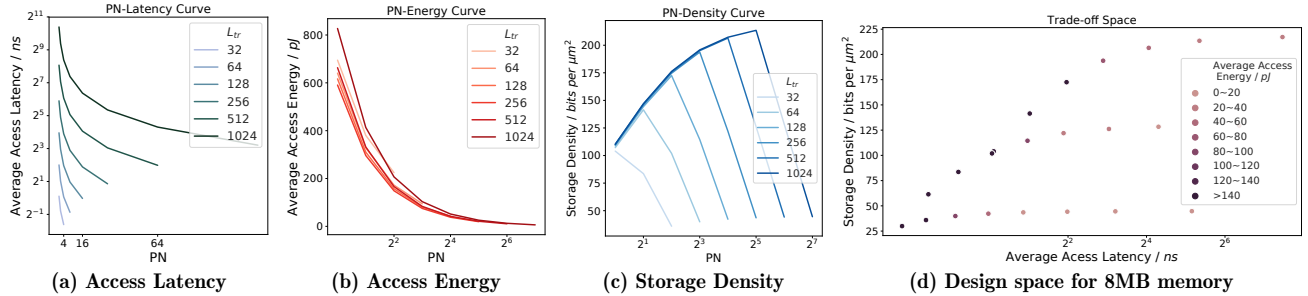 PN-Latency Curve
Average Access Latency / ns
2^11
2^9
2^7
2^5
2^3
2^1
2^−1
L_tr
32
64
128
256
512
1024
4 16 64
PN
(a) Access Latency
PN-Energy Curve
Average Access Energy / pJ
800
600
400
200
0
L_tr
32
64
128
256
512
1024
2^2 2^4 2^6
PN
(b) Access Energy
PN-Density Curve
Storage Density / bits per μm^2
200
175
150
125
100
75
50
L_tr
32
64
128
256
512
1024
2^1 2^3 2^5 2^7
PN
(c) Storage Density
Trade-off Space
Storage Density / bits per μm^2
225
200
175
150
125
100
75
50
25
Average Access
Energy / pJ
0~20
20~40
40~60
60~80
80~100
100~120
120~140
>140
2^2 2^6
Average Acess Latency / ns
(d) Design space for 8MB memory